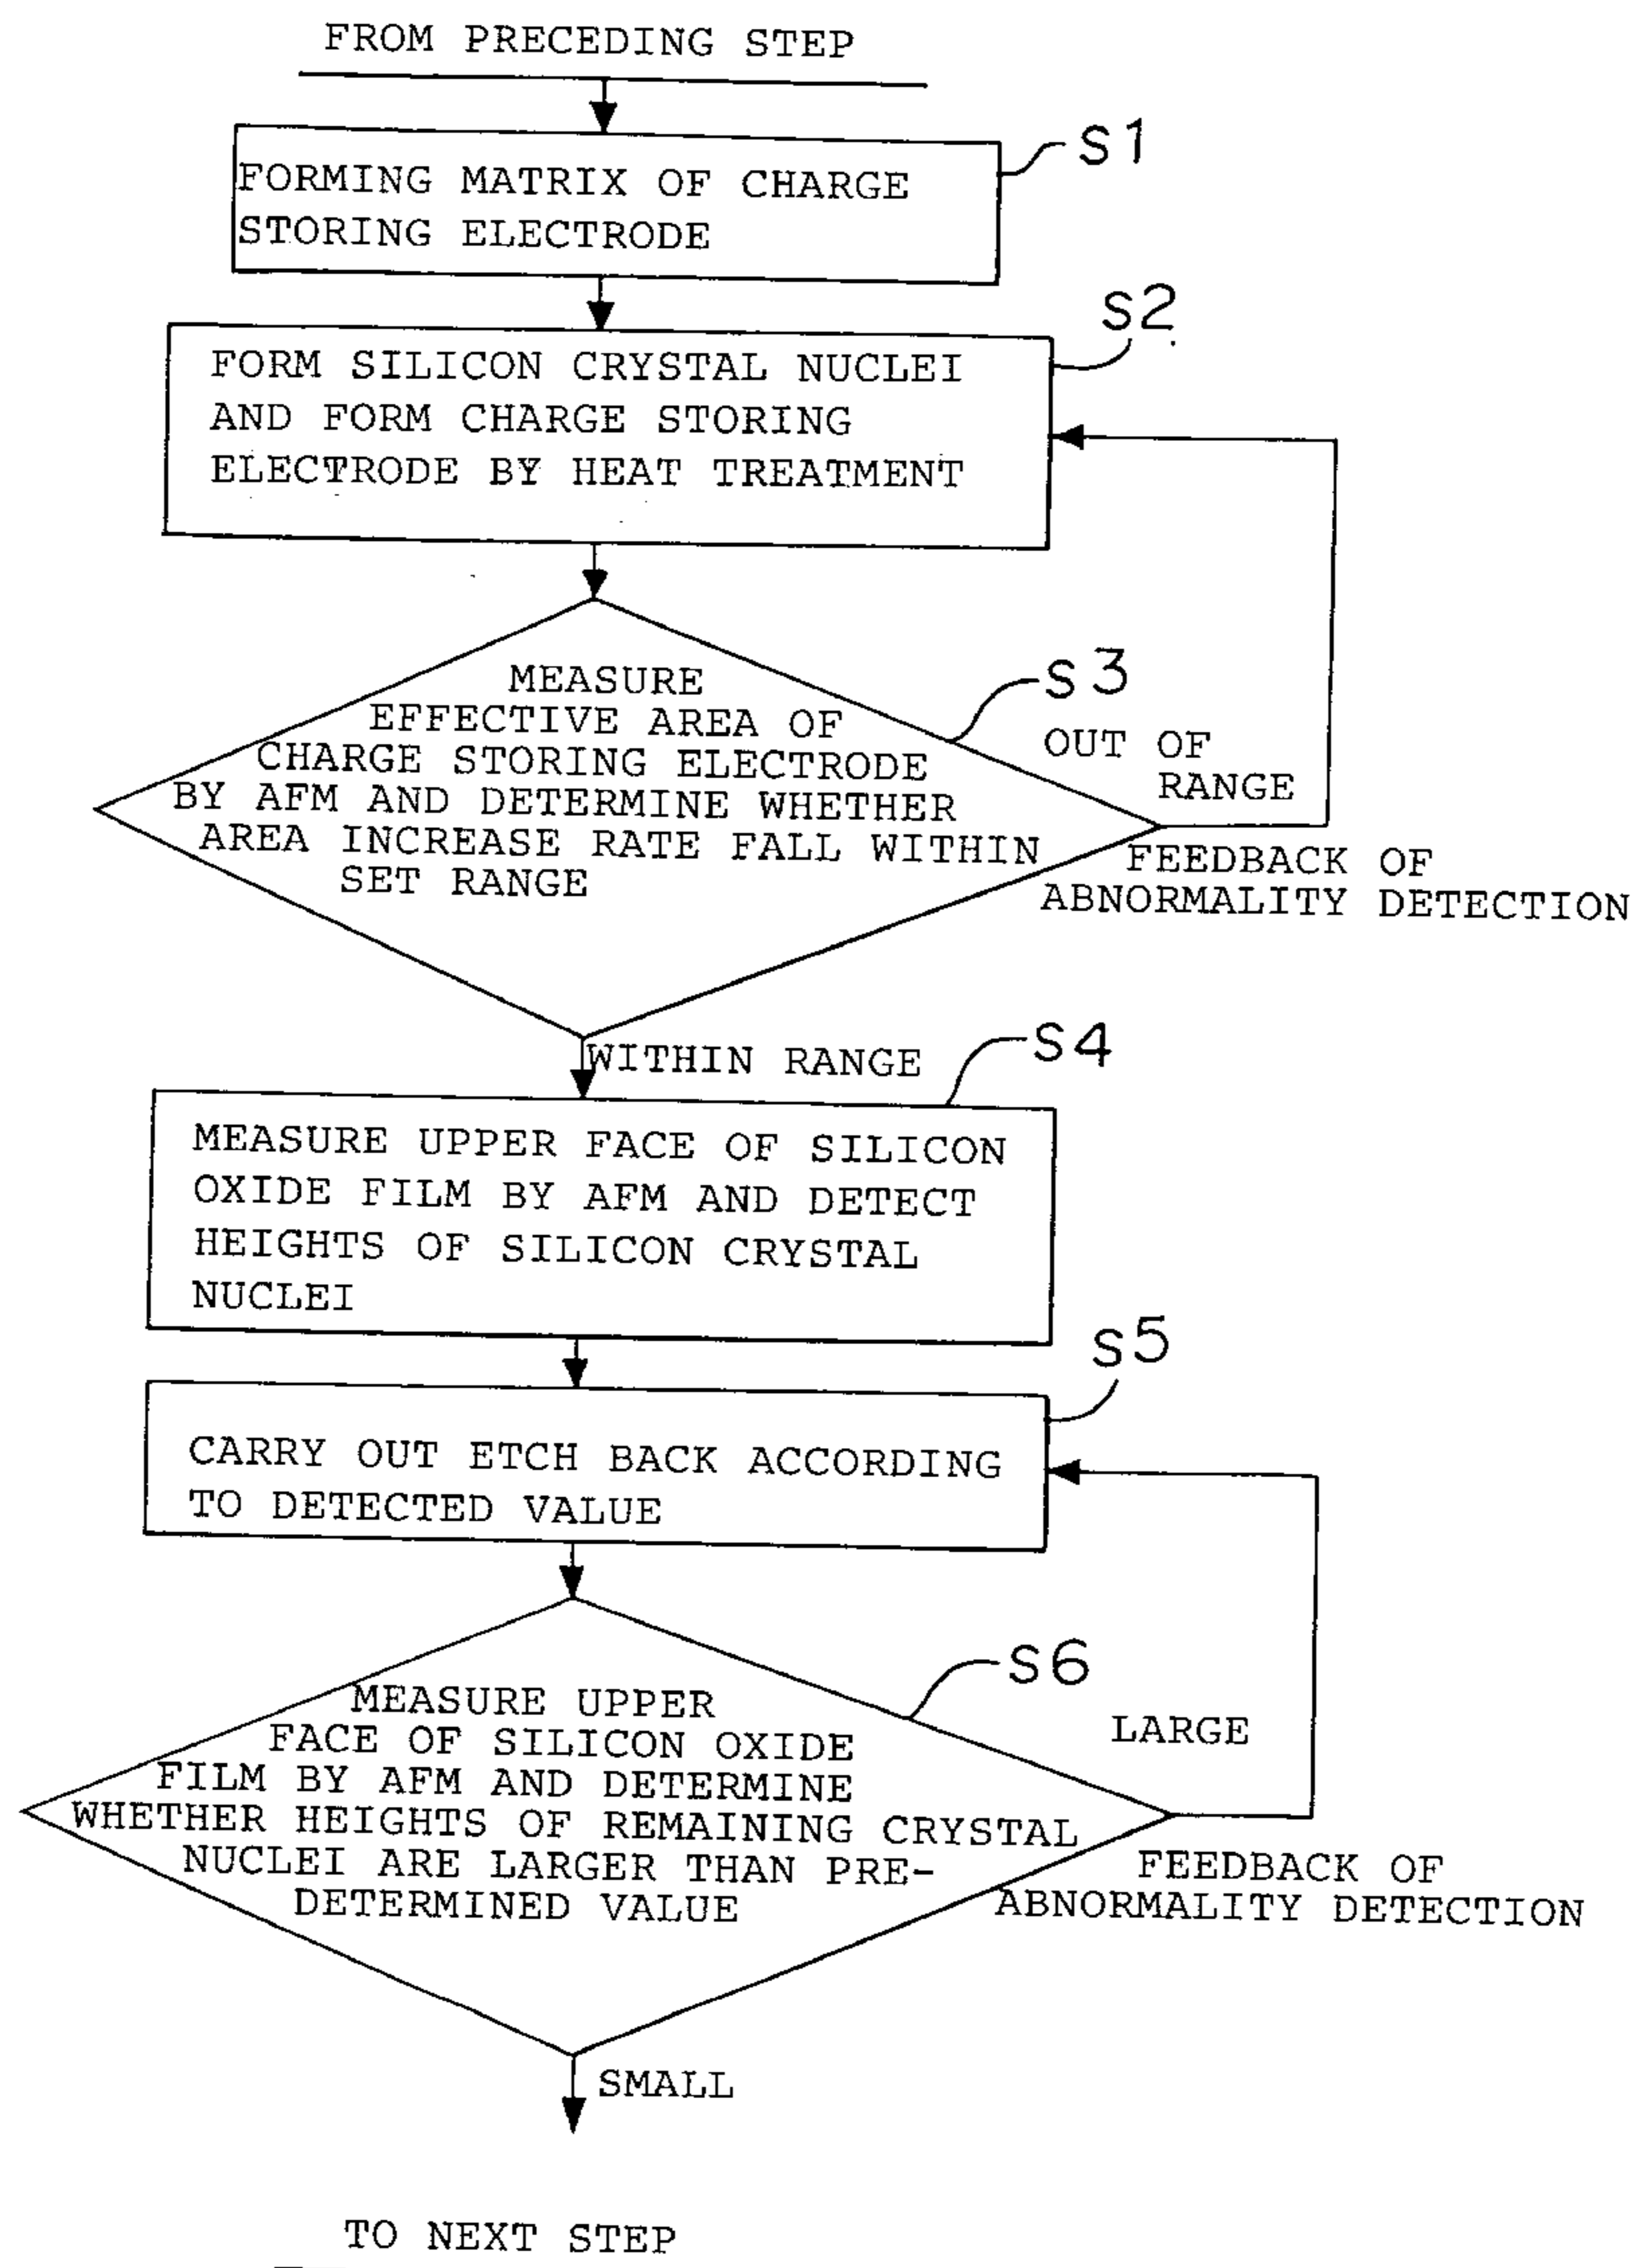 FROM PRECEDING STEP
S1
FORMING MATRIX OF CHARGE
STORING ELECTRODE
S2
FORM SILICON CRYSTAL NUCLEI
AND FORM CHARGE STORING
ELECTRODE BY HEAT TREATMENT
S3
MEASURE
EFFECTIVE AREA OF
CHARGE STORING ELECTRODE
BY AFM AND DETERMINE WHETHER
AREA INCREASE RATE FALL WITHIN
SET RANGE
OUT OF
RANGE
FEEDBACK OF
ABNORMALITY DETECTION
WITHIN RANGE
S4
MEASURE UPPER FACE OF SILICON
OXIDE FILM BY AFM AND DETECT
HEIGHTS OF SILICON CRYSTAL
NUCLEI
S5
CARRY OUT ETCH BACK ACCORDING
TO DETECTED VALUE
S6
MEASURE UPPER
FACE OF SILICON OXIDE
FILM BY AFM AND DETERMINE
WHETHER HEIGHTS OF REMAINING CRYSTAL
NUCLEI ARE LARGER THAN PRE-
DETERMINED VALUE
LARGE
FEEDBACK OF
ABNORMALITY DETECTION
SMALL
TO NEXT STEP